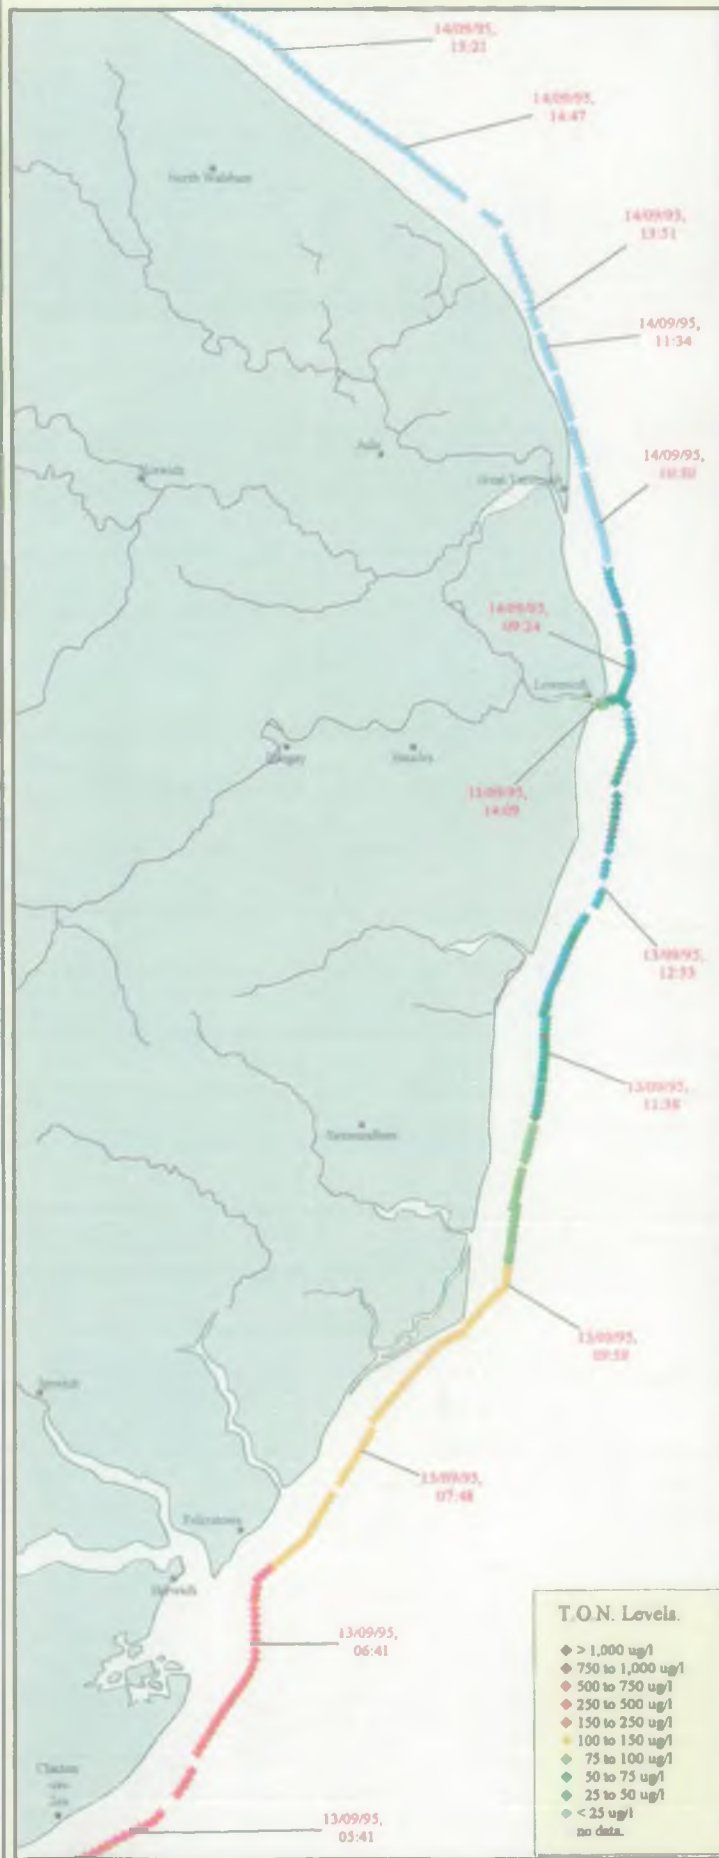 14/09/95,
15:21
14/09/95,
14:47
North Walsham
14/09/95,
13:51
14/09/95,
11:34
14/09/95,
Norwich
Great Yarmouth
14/09/95,
09:24
Lowestoft
Bungay
Beccles
13/09/95,
14:09
13/09/95,
12:53
13/09/95,
11:38
13/09/95,
09:59
Ipswich
13/09/95,
07:48
Felixstowe
Harwich
13/09/95,
06:41
Clacton
-on-
Sea
13/09/95,
05:41
T.O.N. Levels.
> 1,000 ug/l
750 to 1,000 ug/l
500 to 750 ug/l
250 to 500 ug/l
150 to 250 ug/l
100 to 150 ug/l
75 to 100 ug/l
50 to 75 ug/l
25 to 50 ug/l
< 25 ug/l
no data.